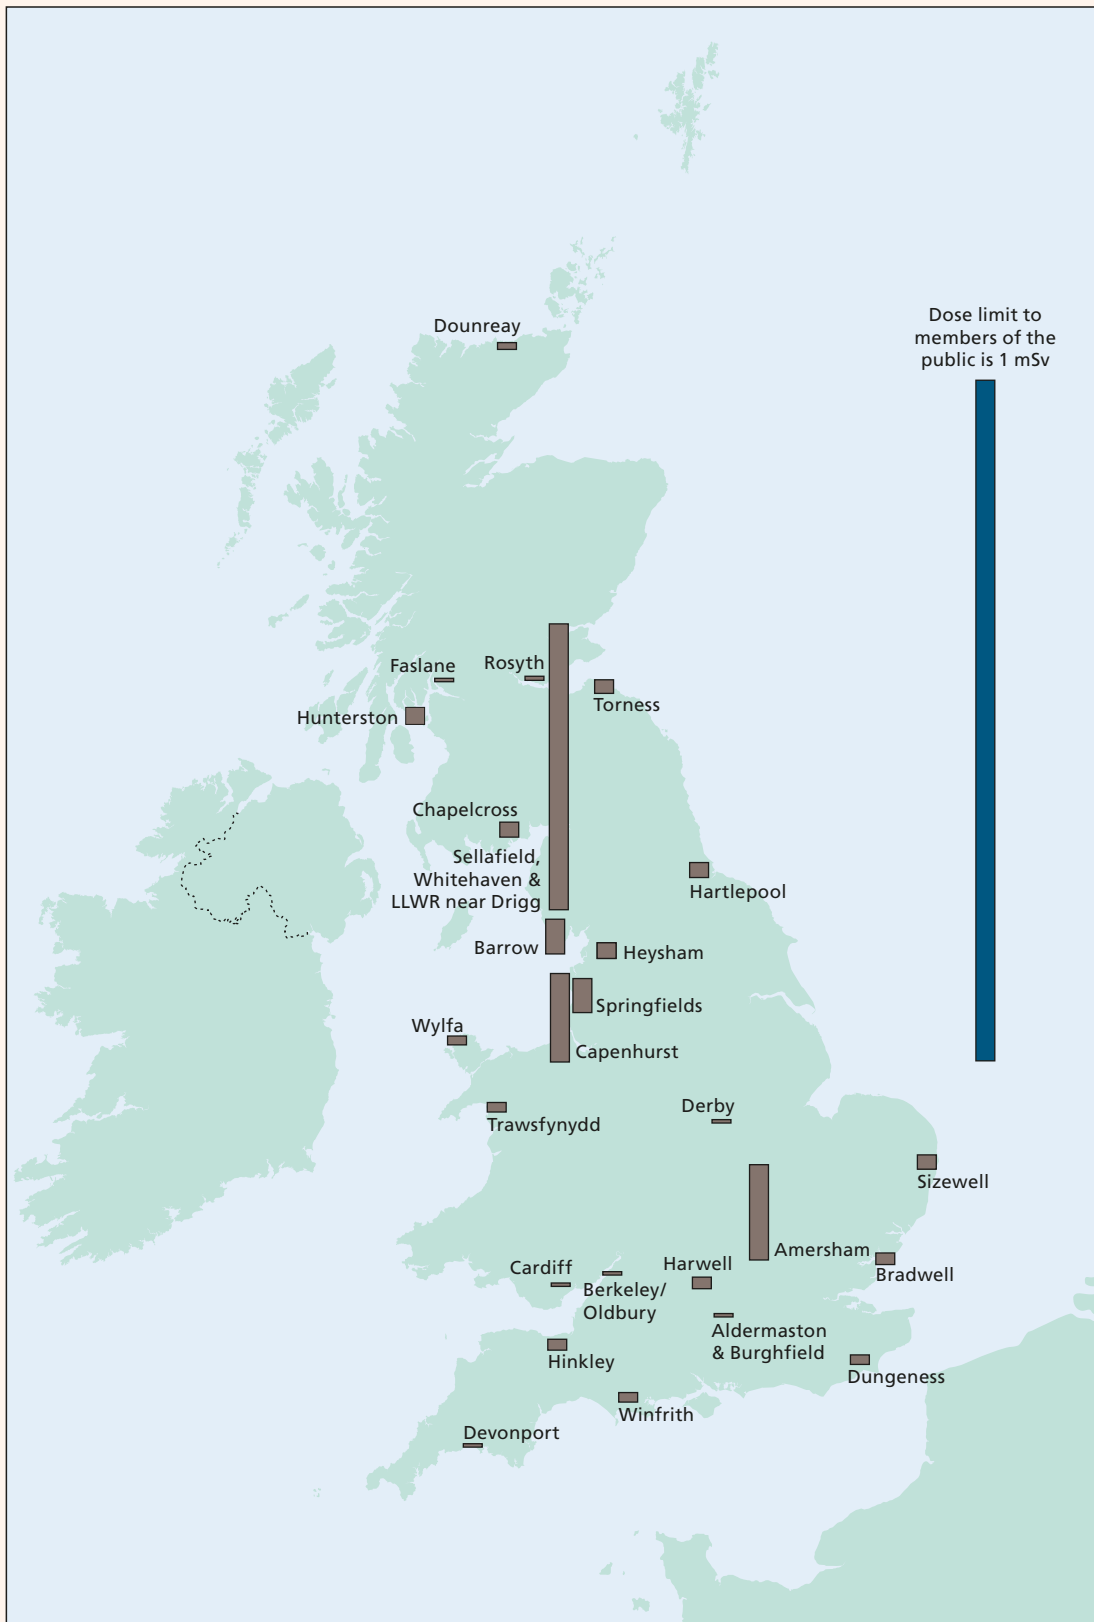 Dose limit to
members of the
public is 1 mSv
Dounreay
Faslane
Rosyth
Torness
Hunterston
Chapelcross
Sellafield,
Whitehaven &
LLWR near Drigg
Hartlepool
Barrow
Heysham
Springfields
Wylfa
Capenhurst
Derby
Trawsfynydd
Sizewell
Amersham
Harwell
Cardiff
Bradwell
Berkeley/
Oldbury
Aldermaston
& Burghfield
Hinkley
Dungeness
Winfrith
Devonport